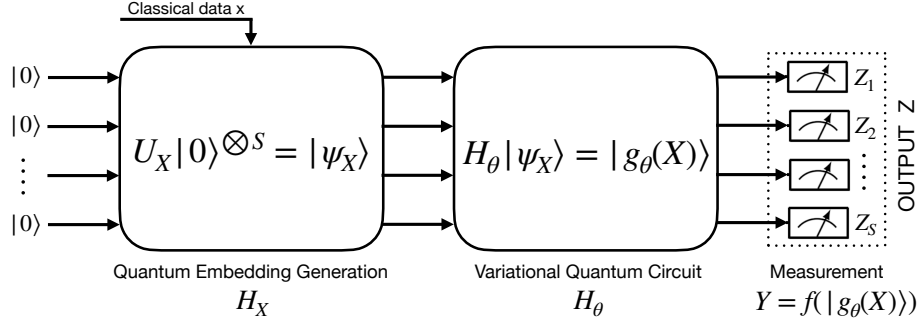 Classical data x
|0⟩
|0⟩
⋮
|0⟩
U_X|0⟩^{⊗S} = |ψ_X⟩
H_θ|ψ_X⟩ = |g_θ(X)⟩
Z_1
Z_2
⋮
Z_S
OUTPUT Z
Quantum Embedding Generation
H_X
Variational Quantum Circuit
H_θ
Measurement
Y = f(|g_θ(X)⟩)